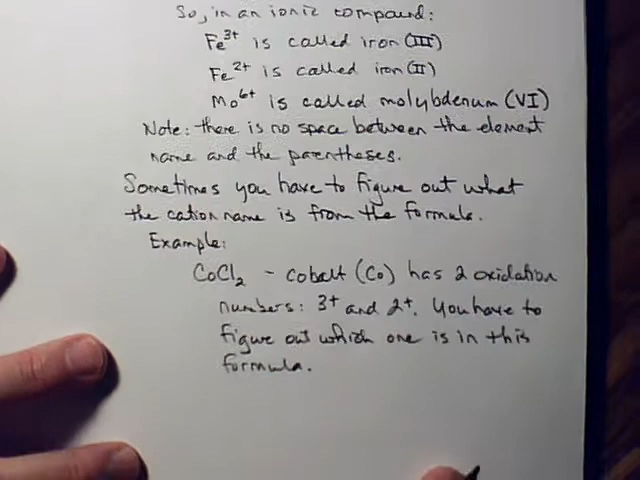 So, in an ionic compound:
Fe³⁺ is called iron(III)
Fe²⁺ is called iron(II)
Mo⁶⁺ is called molybdenum(VI)
Note: there is no space between the element
name and the parentheses.
Sometimes you have to figure out what
the cation name is from the formula.
Example:
CoCl₂ - cobalt (Co) has 2 oxidation
numbers: 3⁺ and 2⁺. You have to
figure out which one is in this
formula.